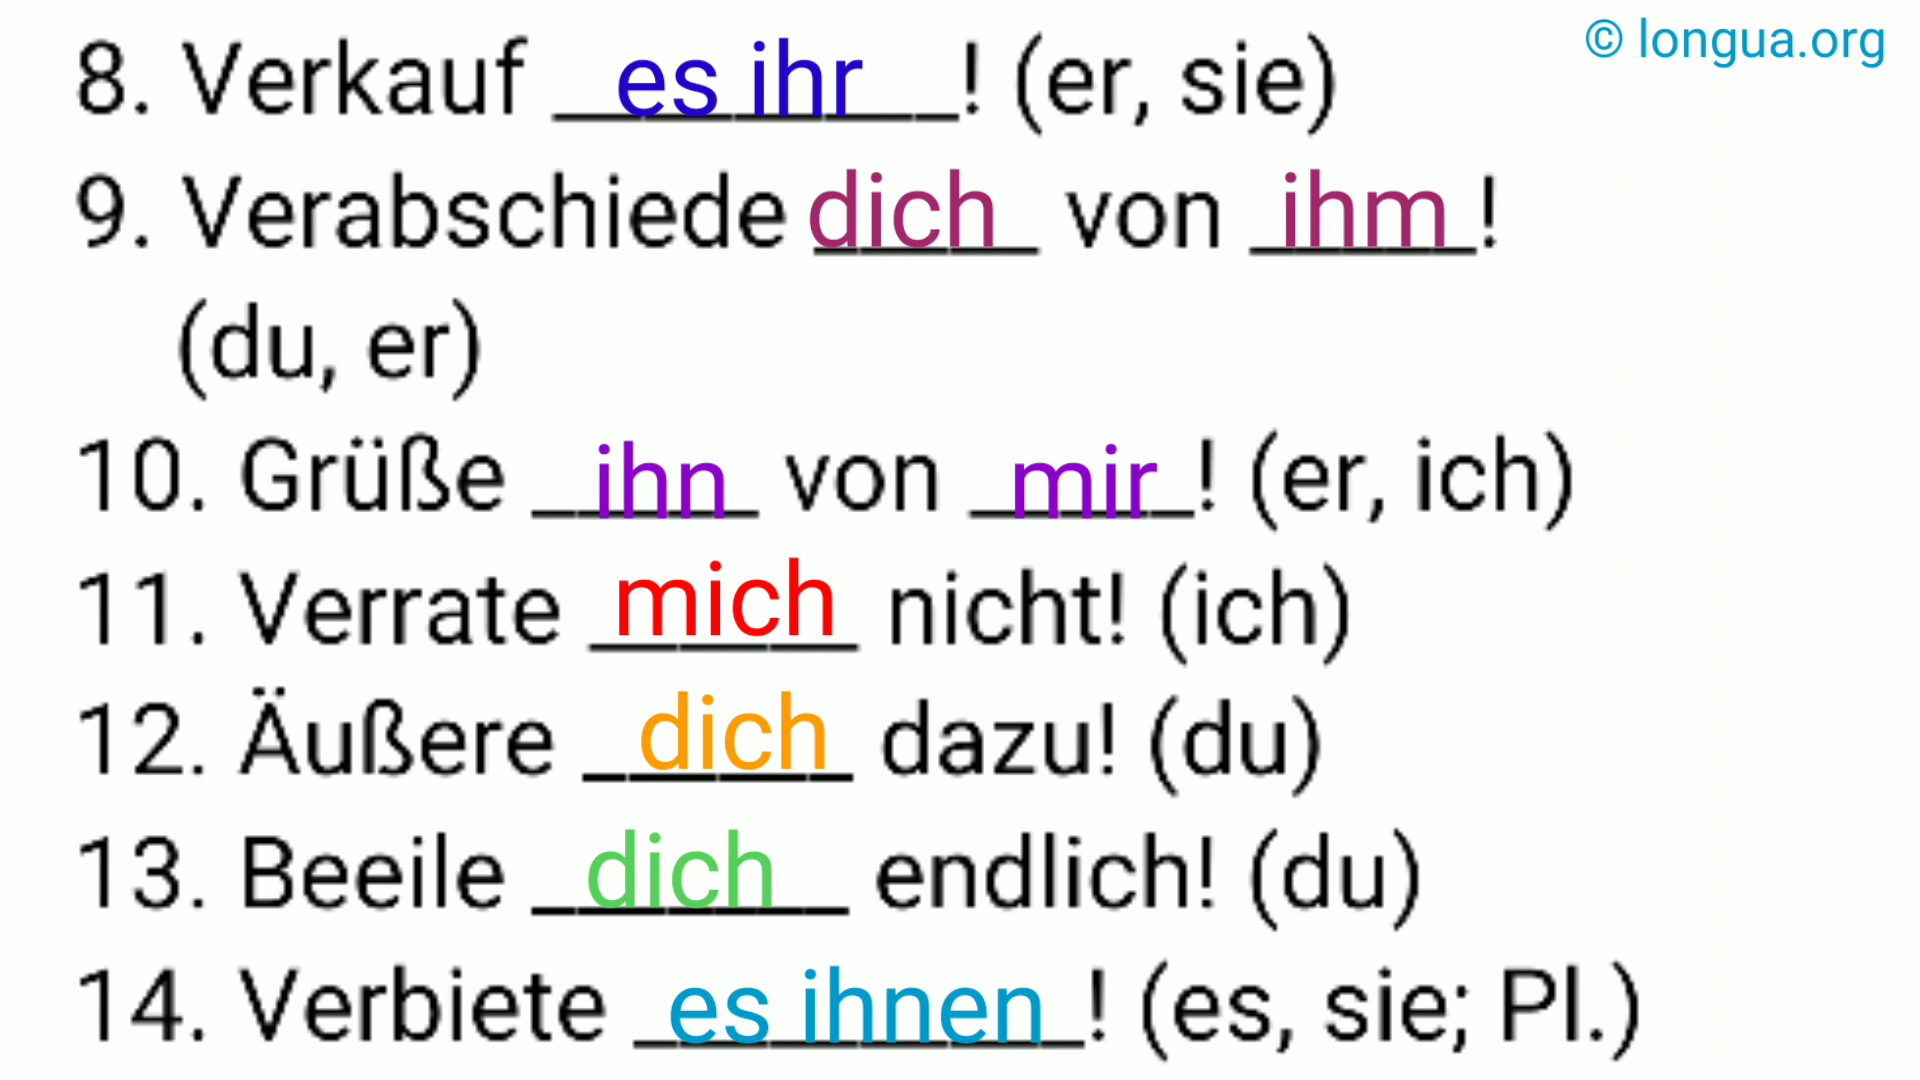 © longua.org
8. Verkauf es ihr! (er, sie)
9. Verabschiede dich von ihm!
(du, er)
10. Grüße ihn von mir! (er, ich)
11. Verrate mich nicht! (ich)
12. Äußere dich dazu! (du)
13. Beeile dich endlich! (du)
14. Verbiete es ihnen! (es, sie; Pl.)